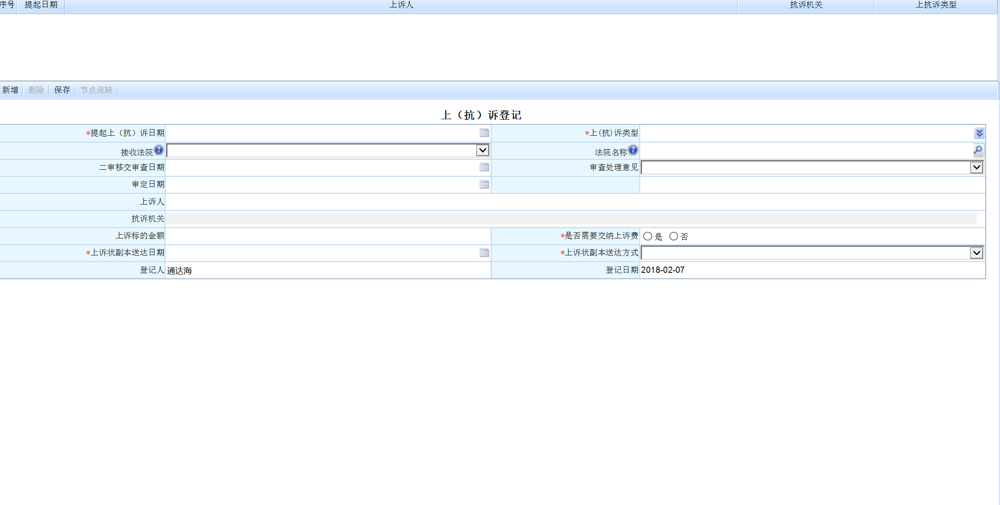 序号 提起日期 上诉人 抗诉机关 上抗诉类型
新增 删除 保存 节点流转
上（抗）诉登记
*提起上（抗）诉日期 *上(抗)诉类型
接收法院 法院名称
二审移交审查日期 审查处理意见
审定日期
上诉人
抗诉机关
上诉标的金额 *是否需要交纳上诉费 是 否
*上诉状副本送达日期 *上诉状副本送达方式
登记人 通达海 登记日期 2018-02-07